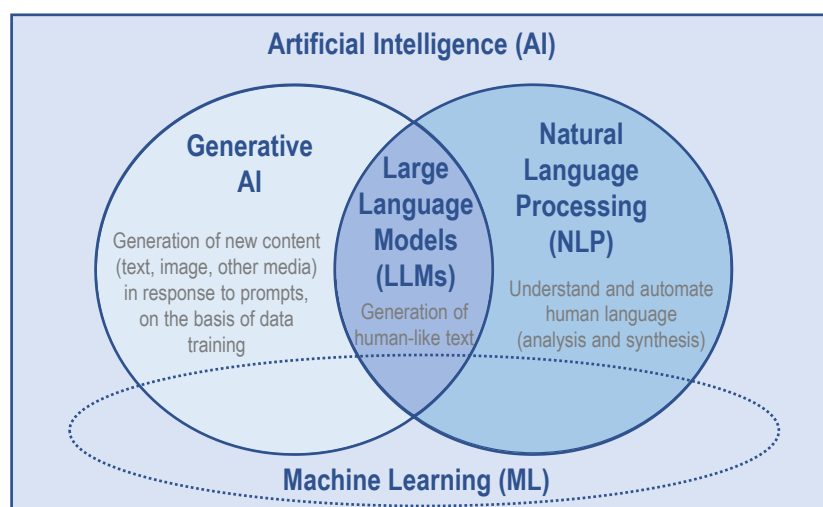 Artificial Intelligence (AI)
Generative
AI
Generation of new content
(text, image, other media)
in response to prompts,
on the basis of data
training
Large
Language
Models
(LLMs)
Generation of
human-like text
Natural
Language
Processing
(NLP)
Understand and automate
human language
(analysis and synthesis)
Machine Learning (ML)